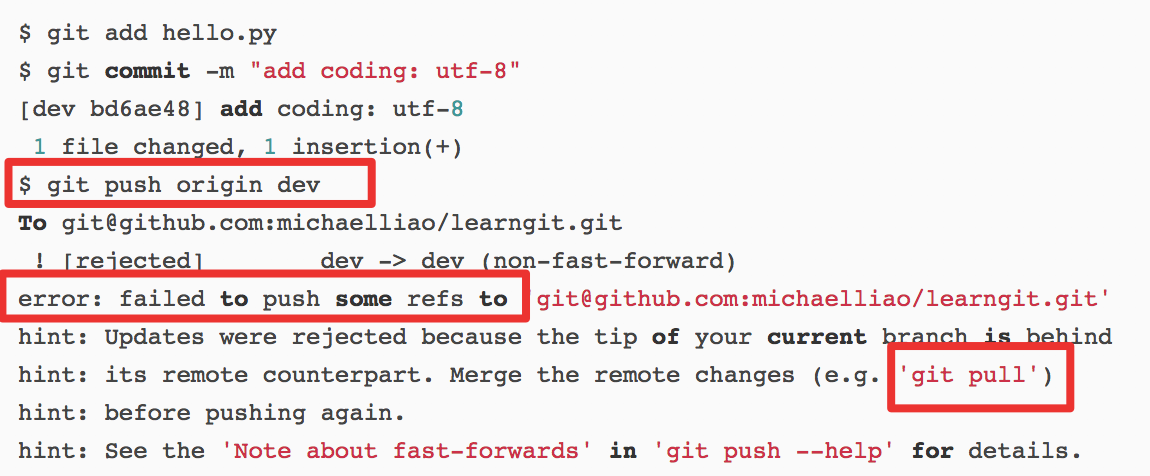 $ git add hello.py
$ git commit -m "add coding: utf-8"
[dev bd6ae48] add coding: utf-8
 1 file changed, 1 insertion(+)
$ git push origin dev
To git@github.com:michaelliao/learngit.git
 ! [rejected]        dev -> dev (non-fast-forward)
error: failed to push some refs to 'git@github.com:michaelliao/learngit.git'
hint: Updates were rejected because the tip of your current branch is behind
hint: its remote counterpart. Merge the remote changes (e.g. 'git pull')
hint: before pushing again.
hint: See the 'Note about fast-forwards' in 'git push --help' for details.